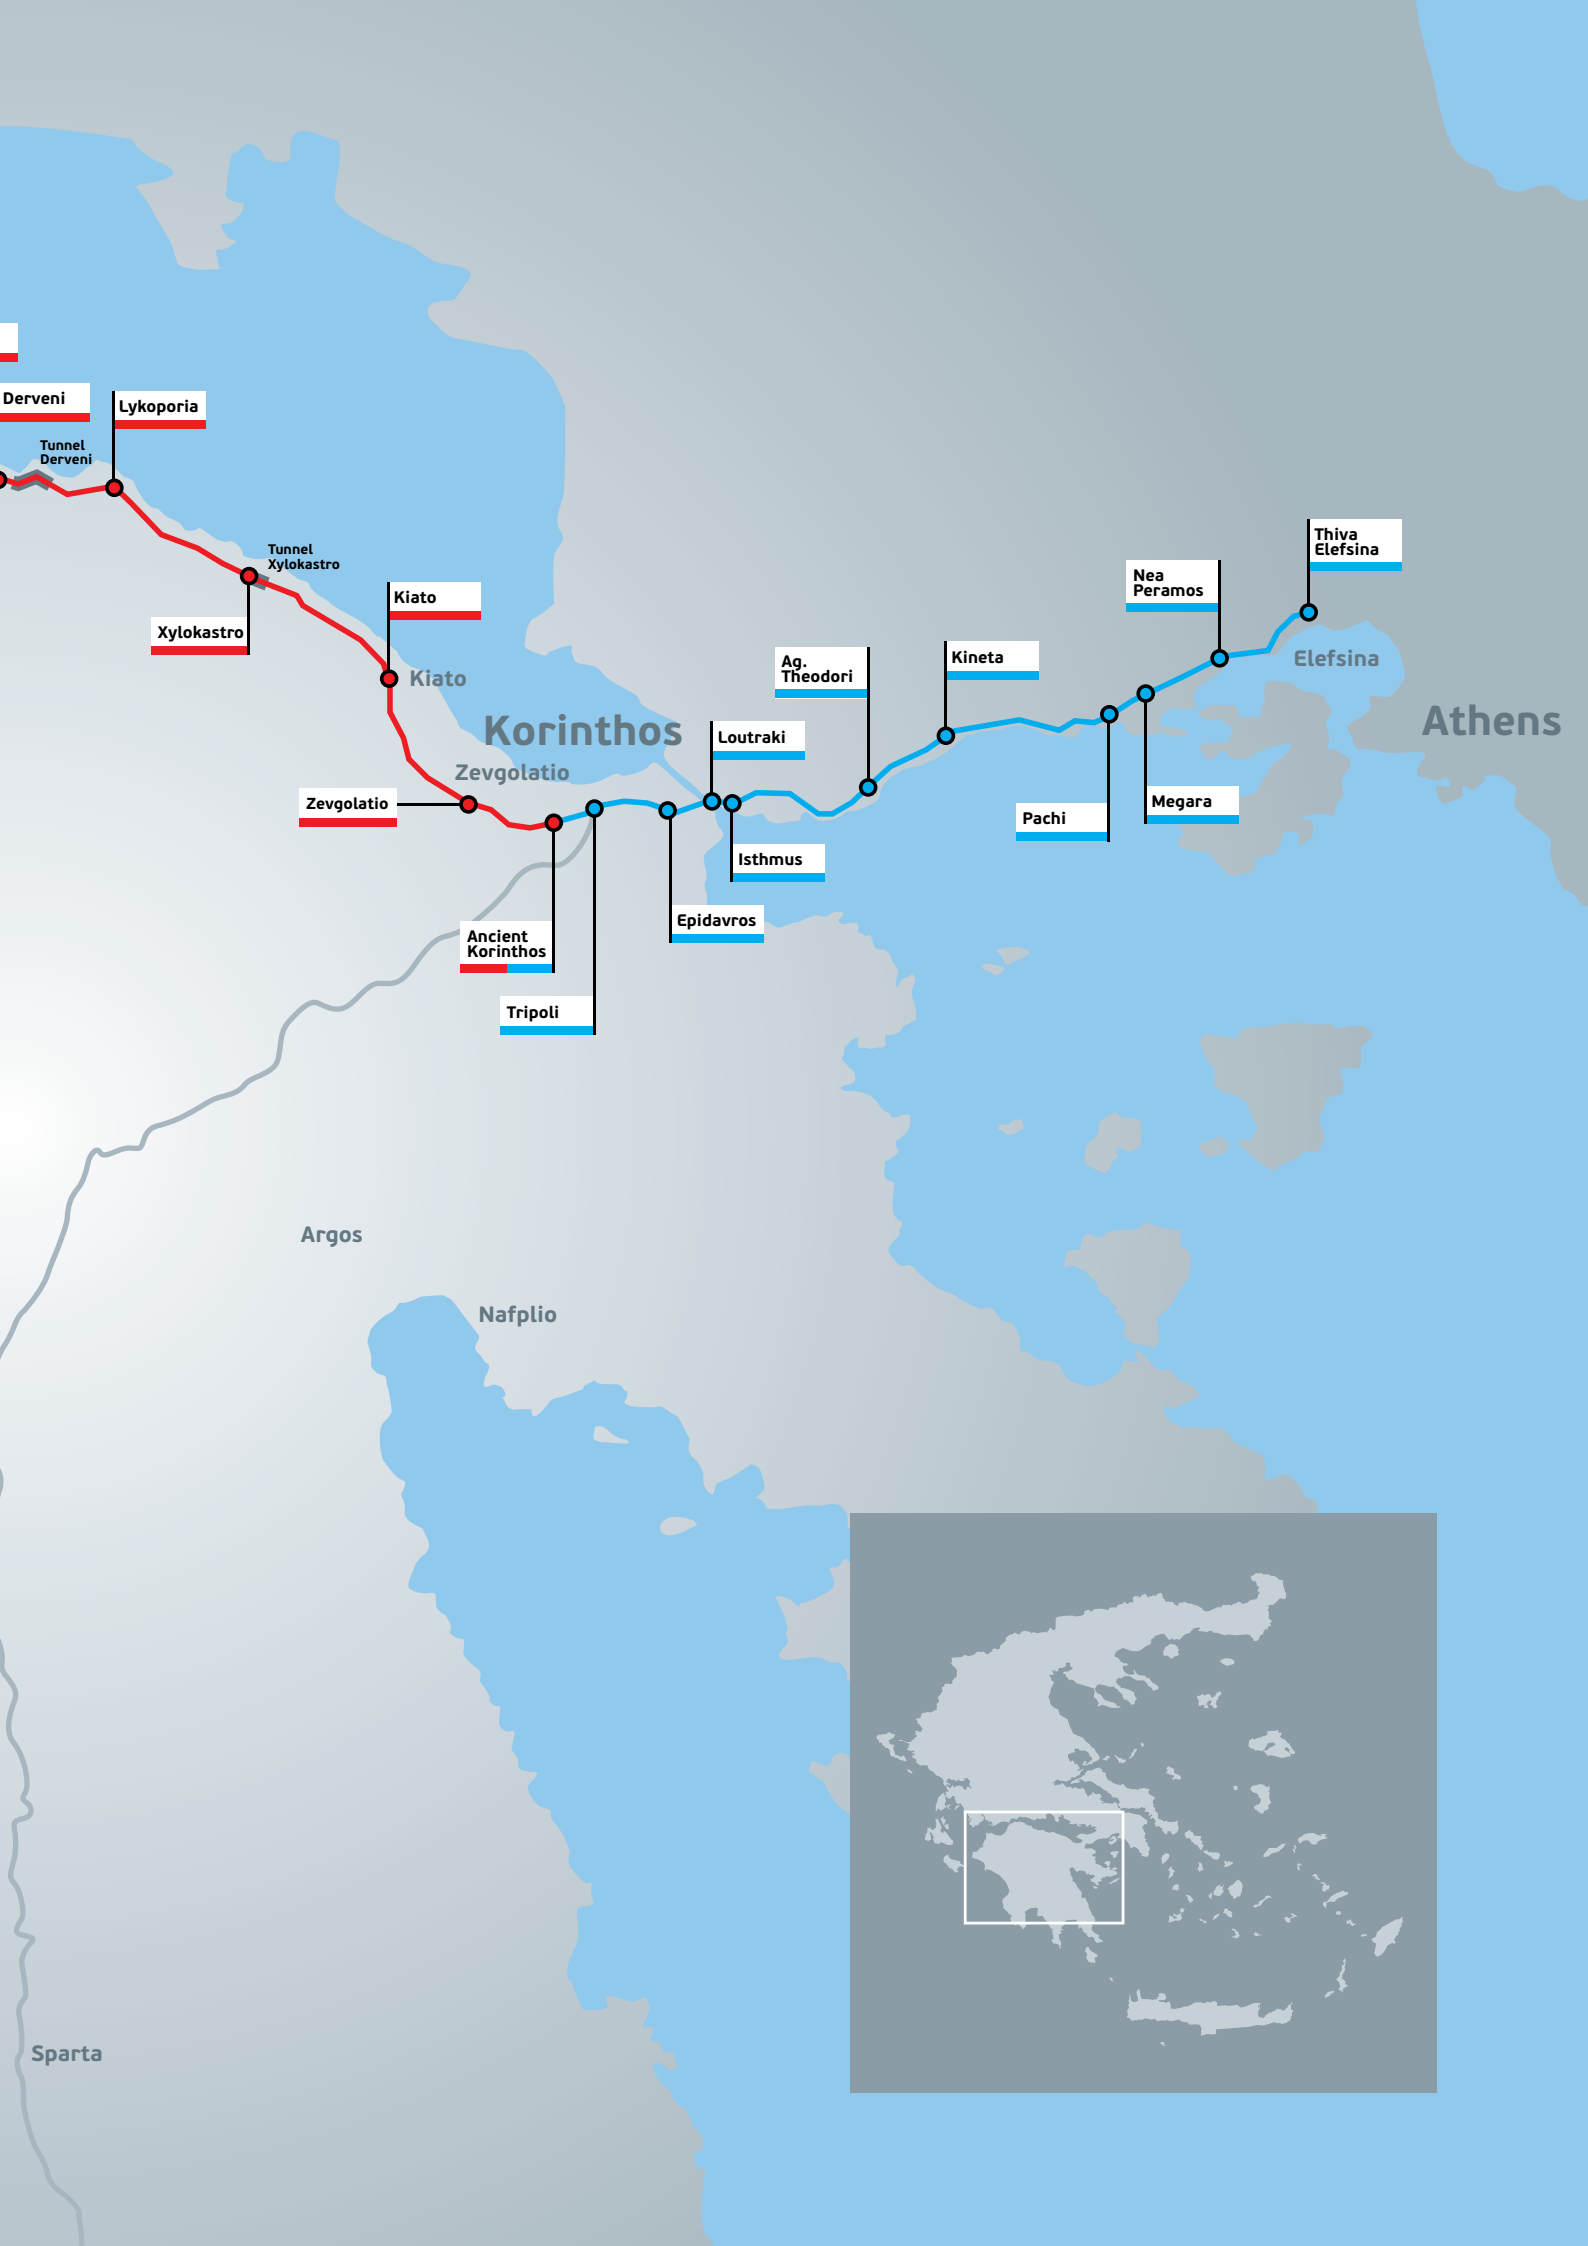 Derveni
Lykoporia
Tunnel
Derveni
Tunnel
Xylokastro
Xylokastro
Kiato
Kiato
Korinthos
Zevgolatio
Zevgolatio
Loutraki
Ag.
Theodori
Kineta
Nea
Peramos
Thiva
Elefsina
Elefsina
Athens
Pachi
Megara
Isthmus
Epidavros
Ancient
Korinthos
Tripoli
Argos
Nafplio
Sparta